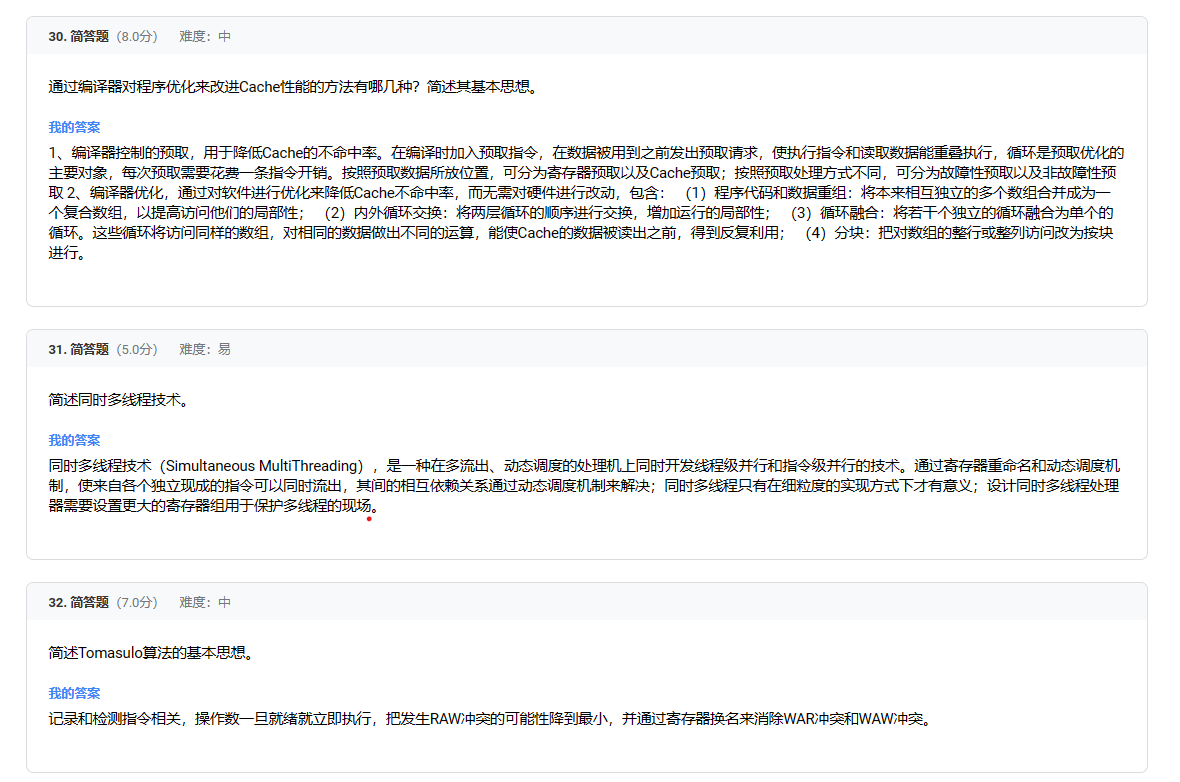 30. 简答题 (8.0分) 难度：中
通过编译器对程序优化来改进Cache性能的方法有哪几种？简述其基本思想。
我的答案
1、编译器控制的预取，用于降低Cache的不命中率。在编译时加入预取指令，在数据被用到之前发出预取请求，使执行指令和读取数据能重叠执行，循环是预取优化的
主要对象，每次预取需要花费一条指令开销。按照预取数据所放位置，可分为寄存器预取以及Cache预取；按照预取处理方式不同，可分为故障性预取以及非故障性预
取 2、编译器优化，通过对软件进行优化来降低Cache不命中率，而无需对硬件进行改动，包含： （1）程序代码和数据重组：将本来相互独立的多个数组合并成为一
个复合数组，以提高访问他们的局部性； （2）内外循环交换：将两层循环的顺序进行交换，增加运行的局部性； （3）循环融合：将若干个独立的循环融合为单个的
循环。这些循环将访问同样的数组，对相同的数据做出不同的运算，能使Cache的数据被读出之前，得到反复利用； （4）分块：把对数组的整行或整列访问改为按块
进行。
31. 简答题 (5.0分) 难度：易
简述同时多线程技术。
我的答案
同时多线程技术（Simultaneous MultiThreading），是一种在多流出、动态调度的处理机上同时开发线程级并行和指令级并行的技术。通过寄存器重命名和动态调度机
制，使来自各个独立现成的指令可以同时流出，其间的相互依赖关系通过动态调度机制来解决；同时多线程只有在细粒度的实现方式下才有意义；设计同时多线程处理
器需要设置更大的寄存器组用于保护多线程的现场。
32. 简答题 (7.0分) 难度：中
简述Tomasulo算法的基本思想。
我的答案
记录和检测指令相关，操作数一旦就绪就立即执行，把发生RAW冲突的可能性降到最小，并通过寄存器换名来消除WAR冲突和WAW冲突。